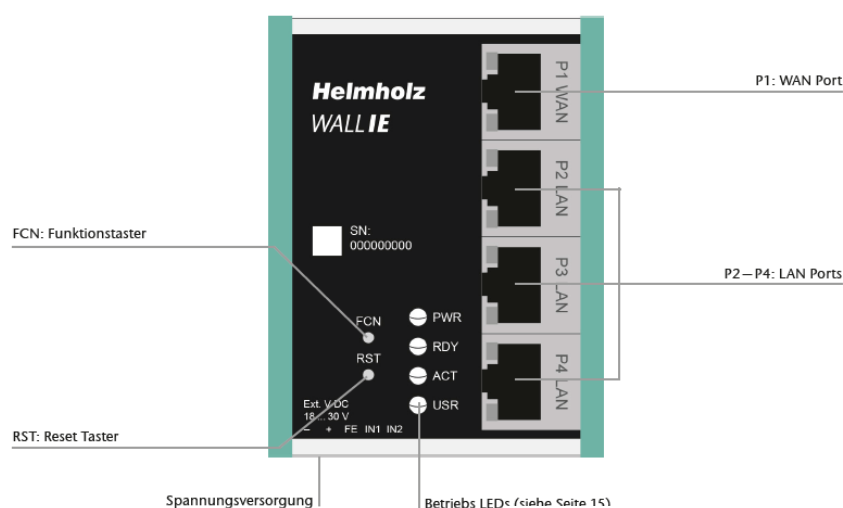 Helmholz
WALL IE
P1 WAN
P1: WAN Port
P2 LAN
SN:
000000000
FCN: Funktionstaster
P3 LAN
P2–P4: LAN Ports
FCN
PWR
RDY
RST
ACT
P4 LAN
Ext. V DC
18 ... 30 V
USR
– + FE IN1 IN2
RST: Reset Taster
Spannungsversorgung
Betriebs LEDs (siehe Seite 15)